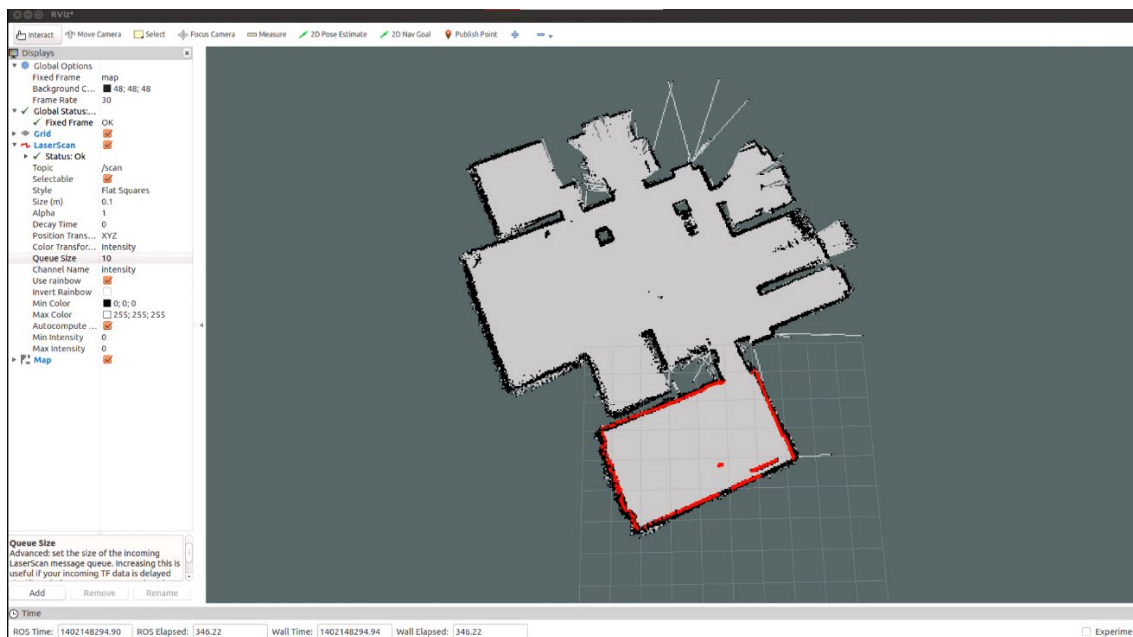 RViz*
Interact Move Camera Select Focus Camera Measure 2D Pose Estimate 2D Nav Goal Publish Point
Displays
Global Options
Fixed Frame map
Background C... 48; 48; 48
Frame Rate 30
Global Status:...
Fixed Frame OK
Grid
LaserScan
Status: Ok
Topic /scan
Selectable
Style Flat Squares
Size (m) 0.1
Alpha 1
Decay Time 0
Position Trans... XYZ
Color Transfor... Intensity
Queue Size 10
Channel Name intensity
Use rainbow
Invert Rainbow
Min Color 0; 0; 0
Max Color 255; 255; 255
Autocompute ...
Min Intensity 0
Max Intensity 0
Map
Queue Size
Advanced: set the size of the incoming
LaserScan message queue. Increasing this is
useful if your incoming TF data is delayed
Add Remove Rename
Time
ROS Time: 1402148294.90 ROS Elapsed: 346.22 Wall Time: 1402148294.94 Wall Elapsed: 346.22 Experime